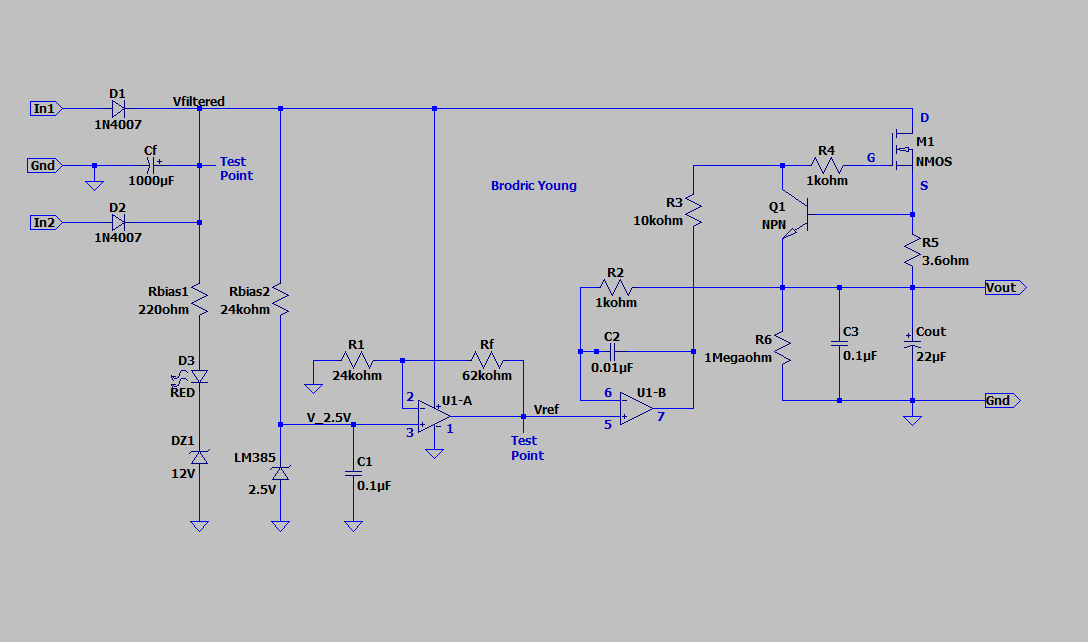 D1
In1
Vfiltered
1N4007
D
Cf
+
M1
Gnd
Test
Point
R4
G
NMOS
1000µF
1kohm
Brodric Young
S
D2
R3
Q1
In2
10kohm
NPN
1N4007
R5
3.6ohm
R2
Rbias1
Rbias2
Vout
220ohm
24kohm
1kohm
C2
C3
+
Cout
R1
Rf
R6
D3
1Megaohm
0.1µF
22µF
RED
24kohm
62kohm
0.01µF
2
U1-A
6
U1-B
Gnd
V_2.5V
Vref
3
1
5
7
DZ1
Test
Point
LM385
C1
12V
2.5V
0.1µF